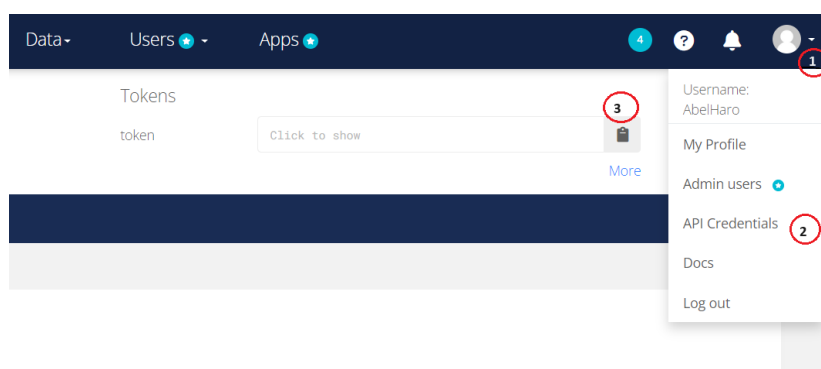 Data
Users
Apps
4
?
1
Tokens
3
token
Click to show
More
Username:
AbelHaro
My Profile
Admin users
API Credentials
2
Docs
Log out